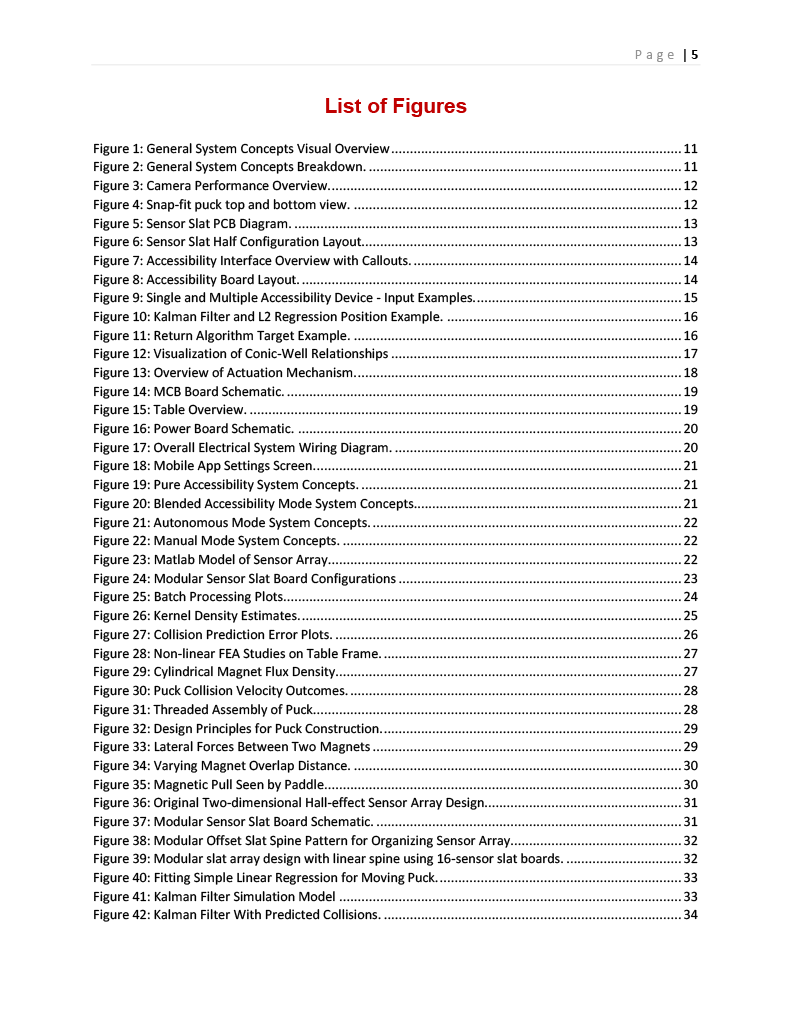 Page | 5
List of Figures
Figure 1: General System Concepts Visual Overview 11
Figure 2: General System Concepts Breakdown. 11
Figure 3: Camera Performance Overview. 12
Figure 4: Snap-fit puck top and bottom view. 12
Figure 5: Sensor Slat PCB Diagram. 13
Figure 6: Sensor Slat Half Configuration Layout. 13
Figure 7: Accessibility Interface Overview with Callouts. 14
Figure 8: Accessibility Board Layout. 14
Figure 9: Single and Multiple Accessibility Device - Input Examples. 15
Figure 10: Kalman Filter and L2 Regression Position Example. 16
Figure 11: Return Algorithm Target Example. 16
Figure 12: Visualization of Conic-Well Relationships 17
Figure 13: Overview of Actuation Mechanism. 18
Figure 14: MCB Board Schematic. 19
Figure 15: Table Overview. 19
Figure 16: Power Board Schematic. 20
Figure 17: Overall Electrical System Wiring Diagram. 20
Figure 18: Mobile App Settings Screen. 21
Figure 19: Pure Accessibility System Concepts. 21
Figure 20: Blended Accessibility Mode System Concepts. 21
Figure 21: Autonomous Mode System Concepts. 22
Figure 22: Manual Mode System Concepts. 22
Figure 23: Matlab Model of Sensor Array. 22
Figure 24: Modular Sensor Slat Board Configurations 23
Figure 25: Batch Processing Plots. 24
Figure 26: Kernel Density Estimates. 25
Figure 27: Collision Prediction Error Plots. 26
Figure 28: Non-linear FEA Studies on Table Frame. 27
Figure 29: Cylindrical Magnet Flux Density. 27
Figure 30: Puck Collision Velocity Outcomes. 28
Figure 31: Threaded Assembly of Puck. 28
Figure 32: Design Principles for Puck Construction. 29
Figure 33: Lateral Forces Between Two Magnets 29
Figure 34: Varying Magnet Overlap Distance. 30
Figure 35: Magnetic Pull Seen by Paddle. 30
Figure 36: Original Two-dimensional Hall-effect Sensor Array Design. 31
Figure 37: Modular Sensor Slat Board Schematic. 31
Figure 38: Modular Offset Slat Spine Pattern for Organizing Sensor Array. 32
Figure 39: Modular slat array design with linear spine using 16-sensor slat boards. 32
Figure 40: Fitting Simple Linear Regression for Moving Puck. 33
Figure 41: Kalman Filter Simulation Model 33
Figure 42: Kalman Filter With Predicted Collisions. 34